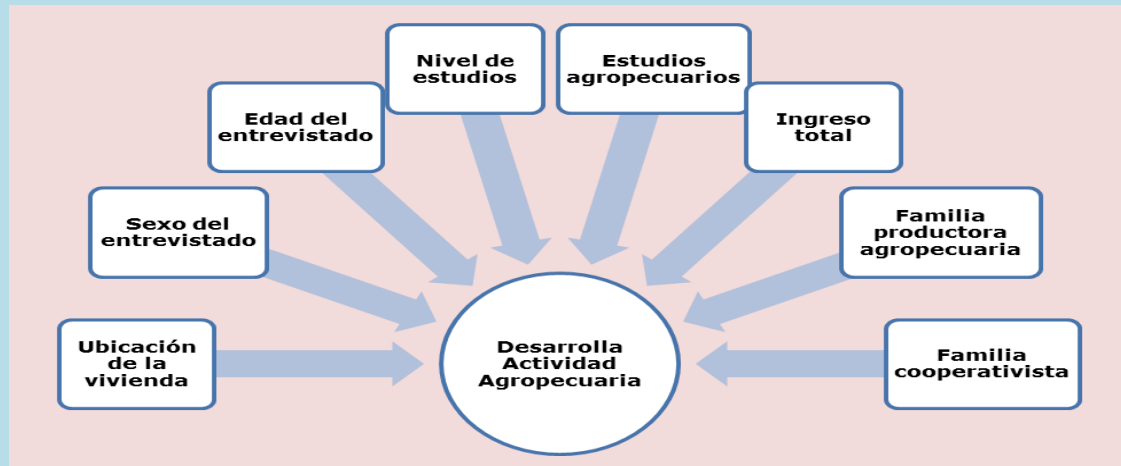 Nivel de
estudios
Estudios
agropecuarios
Edad del
entrevistado
Ingreso
total
Sexo del
entrevistado
Familia
productora
agropecuaria
Ubicación
de la
vivienda
Desarrolla
Actividad
Agropecuaria
Familia
cooperativista